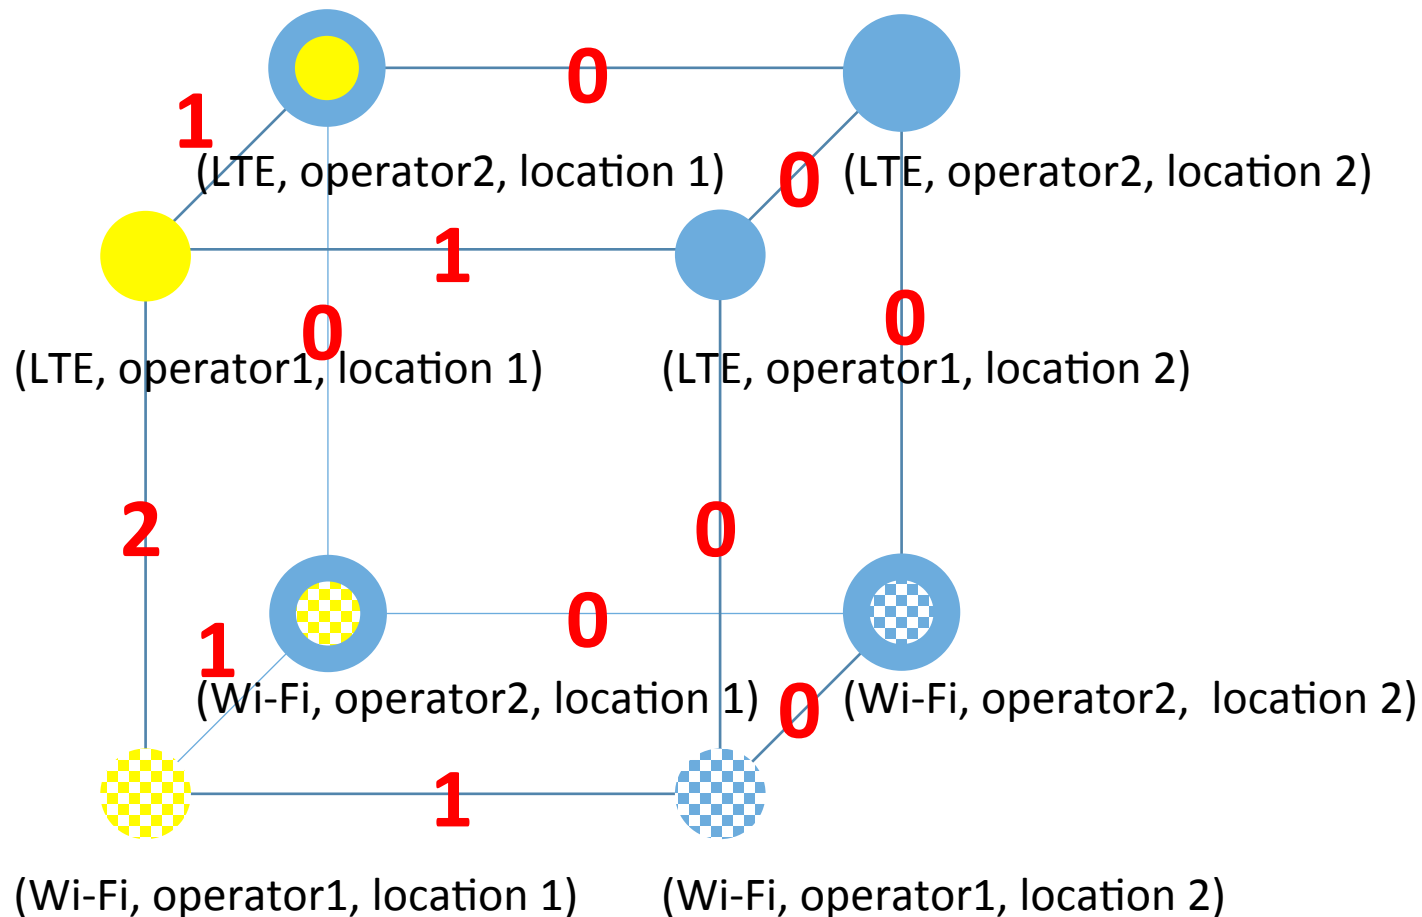 0
1
(LTE, operator2, location 1)
0
(LTE, operator2, location 2)
1
0
0
(LTE, operator1, location 1)
(LTE, operator1, location 2)
2
0
0
1
(Wi-Fi, operator2, location 1)
0
(Wi-Fi, operator2,  location 2)
1
(Wi-Fi, operator1, location 1)
(Wi-Fi, operator1, location 2)